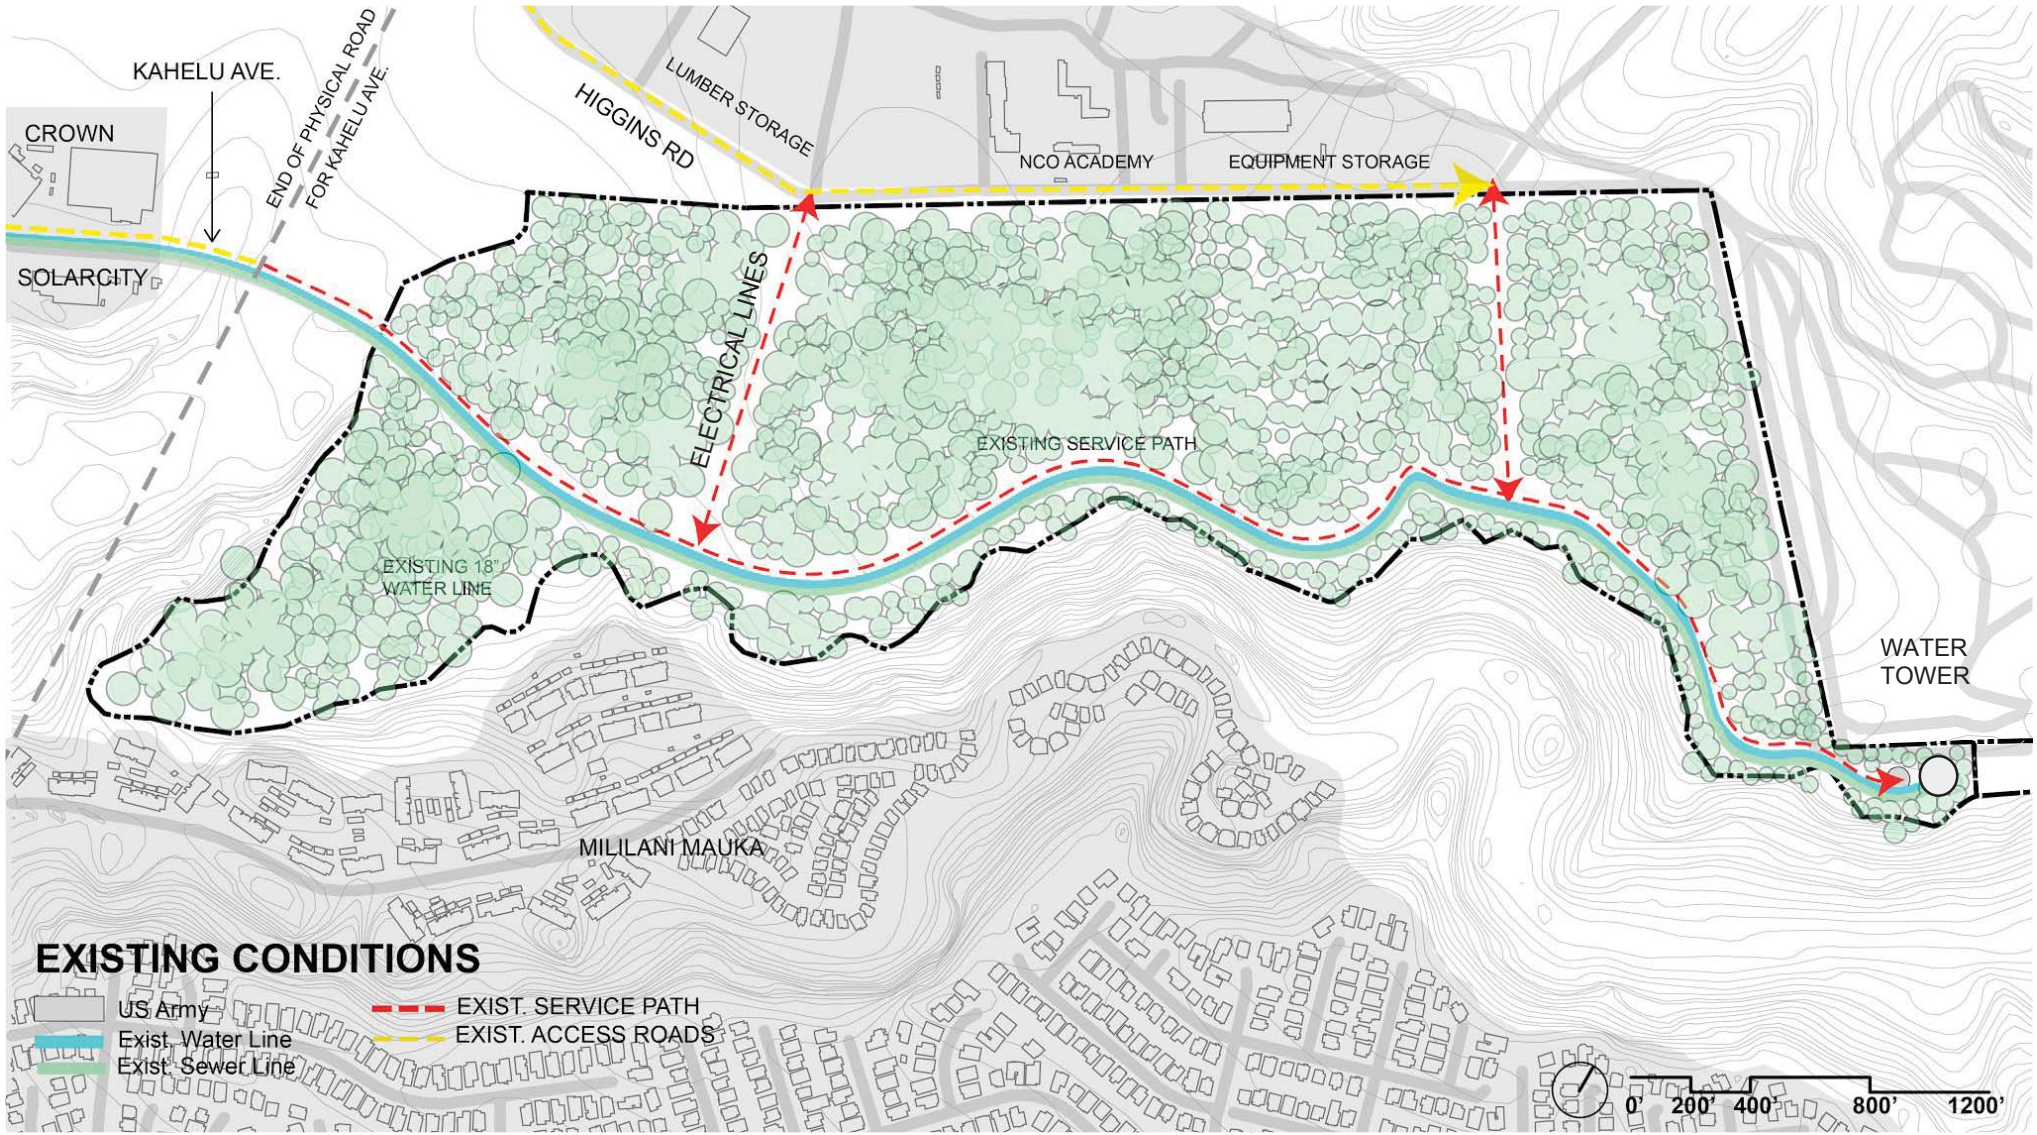 KAHELU AVE.
END OF PHYSICAL ROAD
FOR KAHELU AVE.
CROWN
SOLARCITY
HIGGINS RD
LUMBER STORAGE
NCO ACADEMY
EQUIPMENT STORAGE
ELECTRICAL LINES
EXISTING SERVICE PATH
EXISTING 18"
WATER LINE
WATER
TOWER
MILILANI MAUKA
EXISTING CONDITIONS
US Army
Exist. Water Line
Exist. Sewer Line
EXIST. SERVICE PATH
EXIST. ACCESS ROADS
0' 200' 400' 800' 1200'